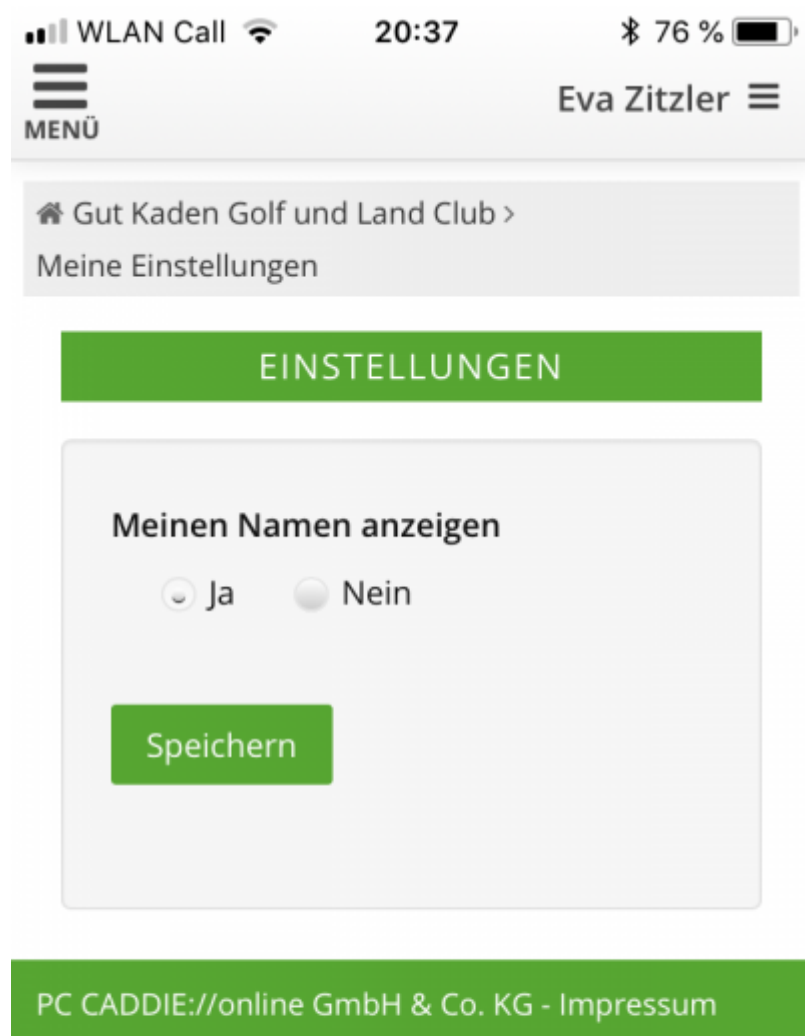 WLAN Call 20:37 76 %
MENÜ
Eva Zitzler
Gut Kaden Golf und Land Club >
Meine Einstellungen
EINSTELLUNGEN
Meinen Namen anzeigen
Ja Nein
Speichern
PC CADDIE://online GmbH & Co. KG - Impressum